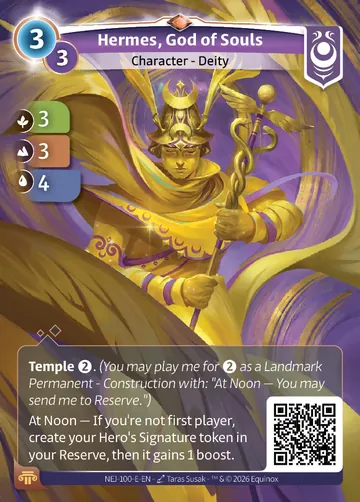 3
Hermes, God of Souls
3
Character - Deity
3
3
4
Temple ❷. (You may play me for ❷ as a Landmark
Permanent - Construction with: "At Noon — You may
send me to Reserve.")
At Noon — If you're not first player,
create your Hero's Signature token in
your Reserve, then it gains 1 boost.
NEJ-100-E-EN - Taras Susak - ™ & © 2026 Equinox